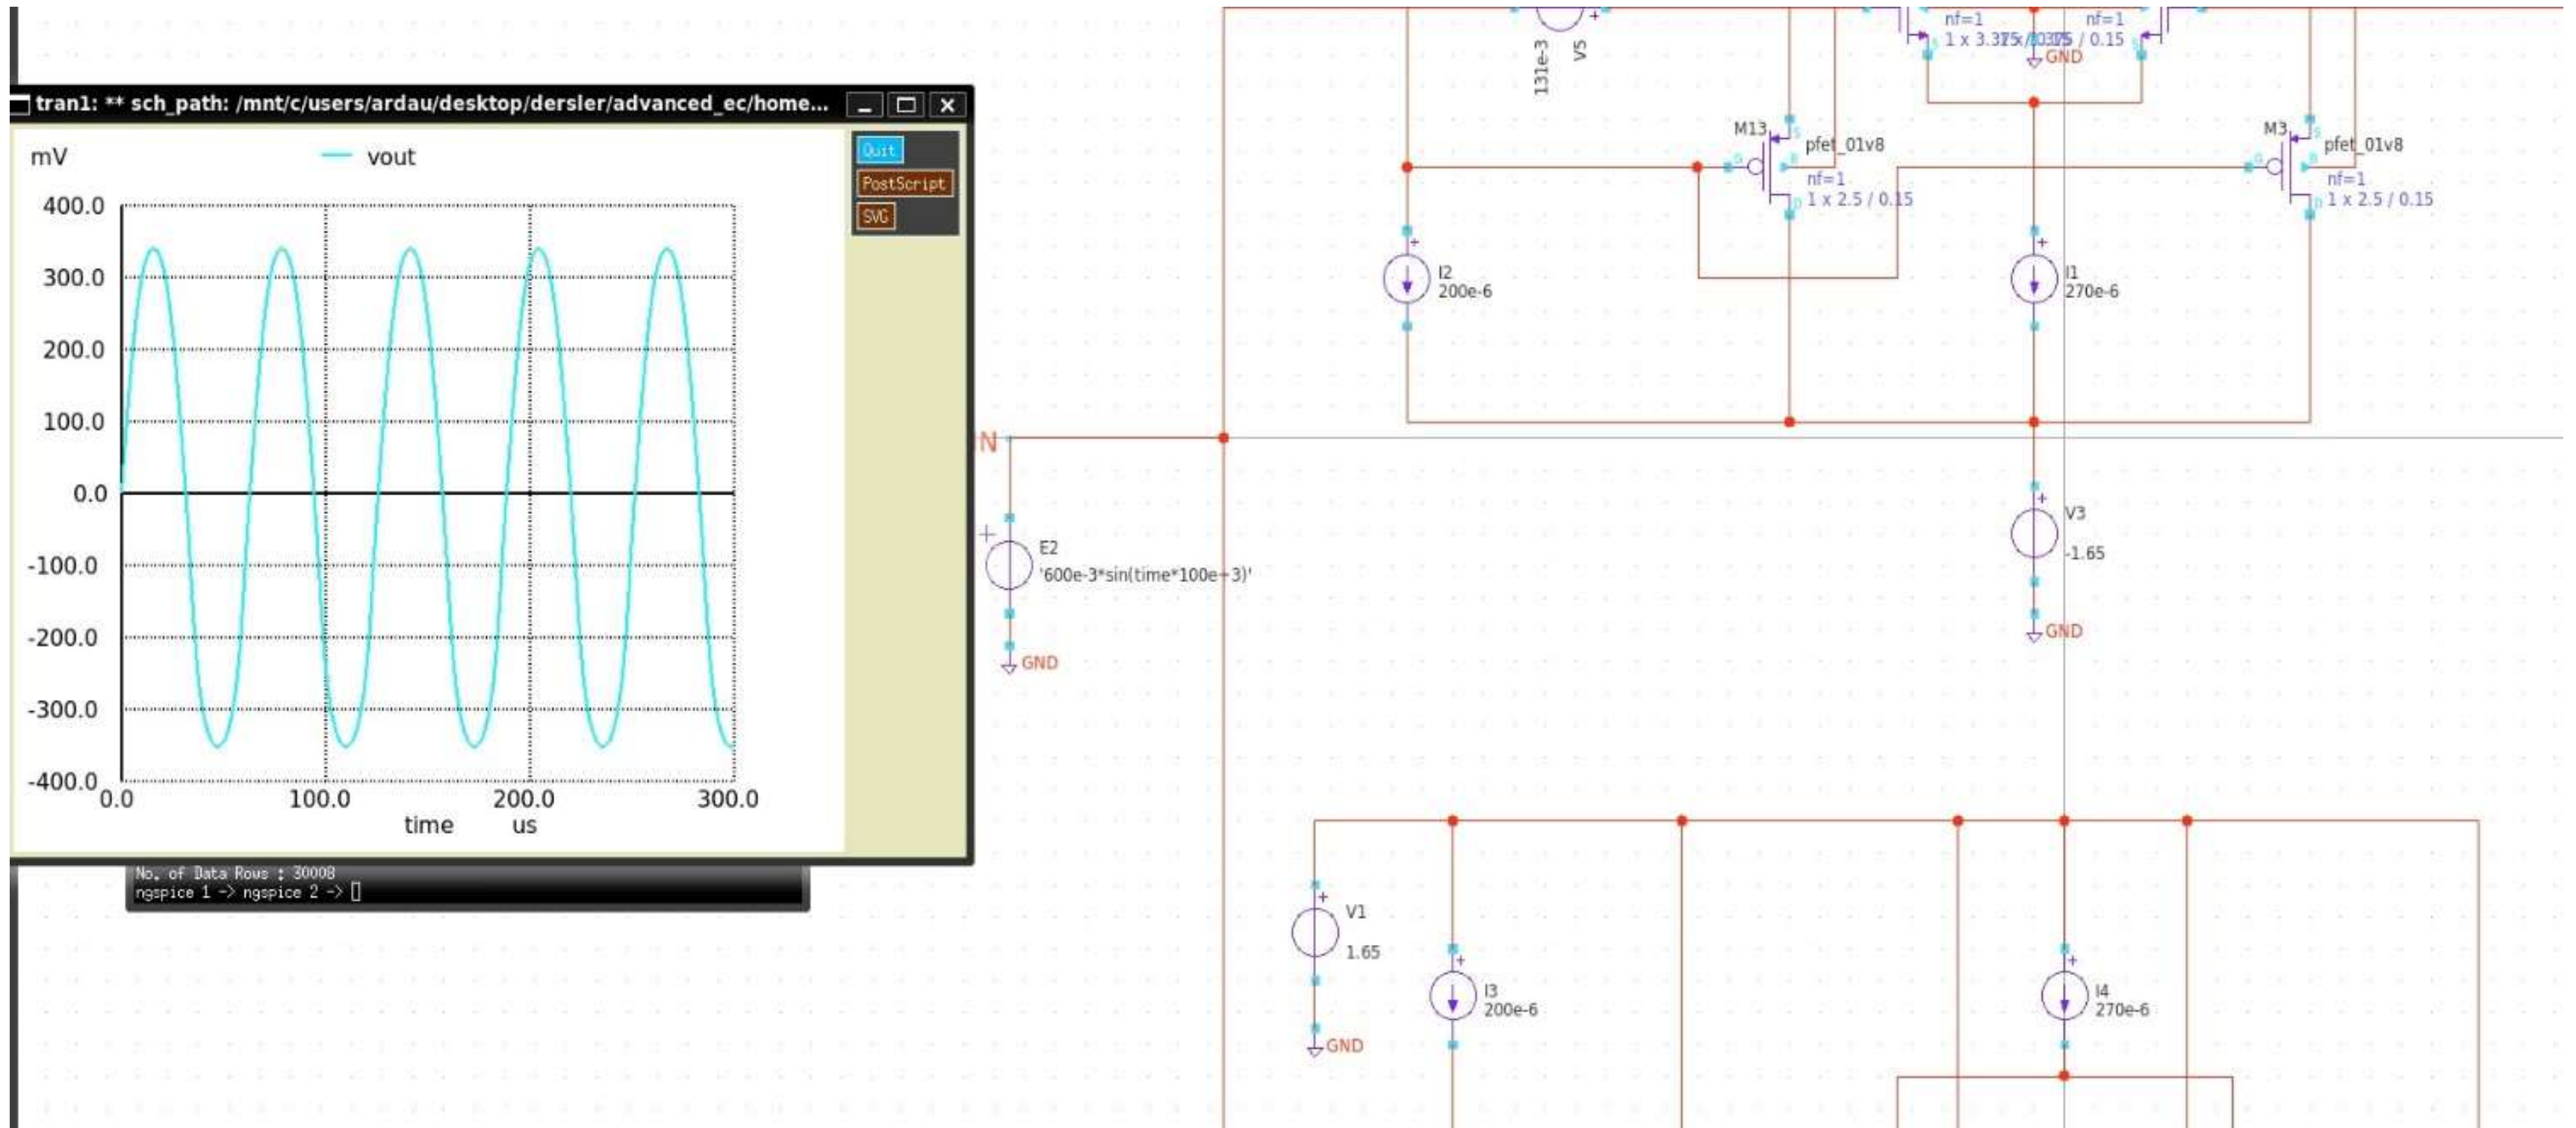 tran1: ** sch_path: /mnt/c/users/ardau/desktop/dersler/advanced_ec/home...
mV
vout
Quit
PostScript
SVG
400.0
300.0
200.0
100.0
0.0
-100.0
-200.0
-300.0
-400.0
0.0
100.0
200.0
300.0
time
us
No. of Data Rows : 30008
ngspice 1 -> ngspice 2 ->
131e-3
V5
+
nf=1
nf=1
1 x 3.375 / 0.15
GND
M13
S
pfet_01v8
G
B
nf=1
1 x 2.5 / 0.15
D
M3
S
pfet_01v8
G
B
nf=1
1 x 2.5 / 0.15
D
+
I2
200e-6
+
I1
270e-6
N
+
E2
'600e-3*sin(time*100e+3)'
GND
+
V3
-1.65
GND
+
V1
1.65
GND
+
I3
200e-6
+
I4
270e-6